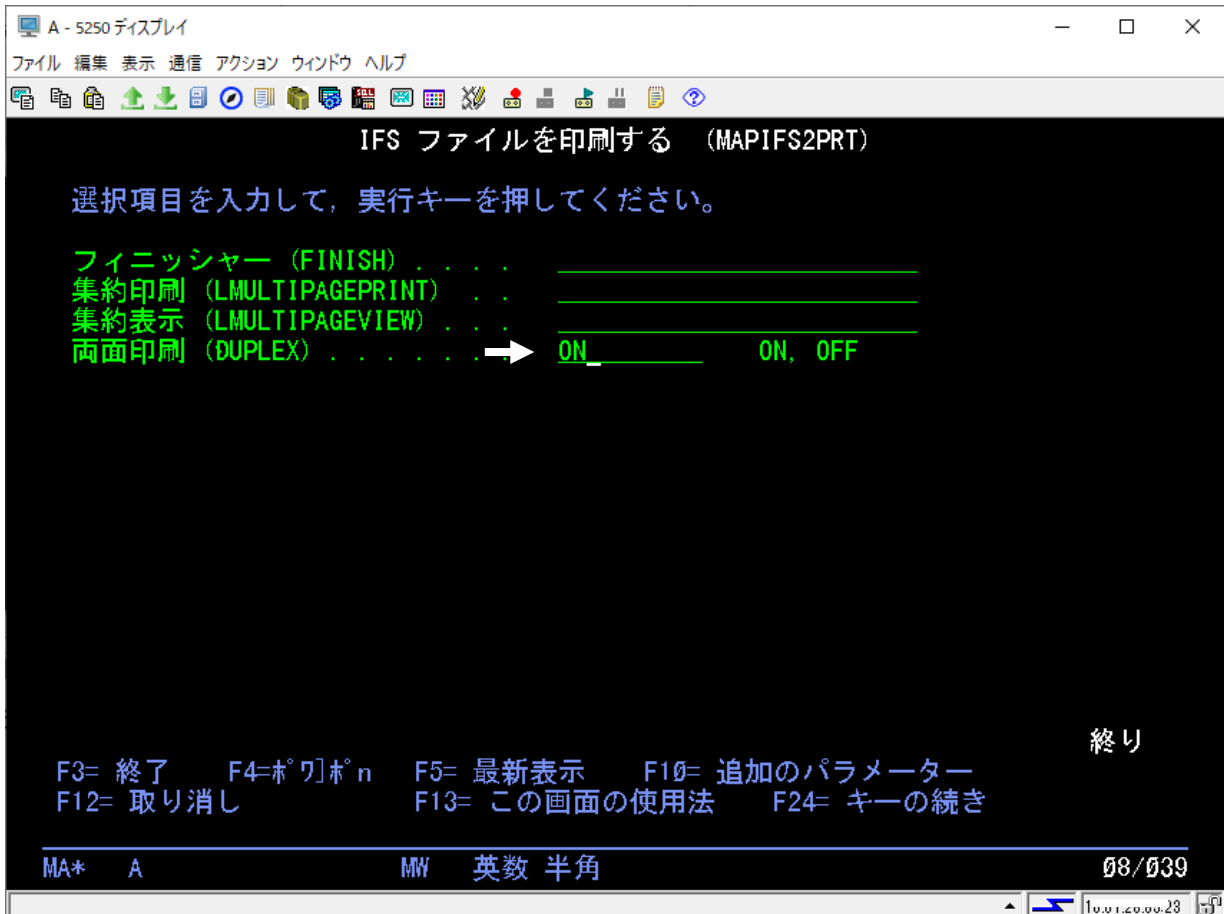 A - 5250 ディスプレイ
ファイル 編集 表示 通信 アクション ウィンドウ ヘルプ
IFS ファイルを印刷する (MAPIFS2PRT)
選択項目を入力して, 実行キーを押してください。
フィニッシャー (FINISH) . . . .
集約印刷 (LMULTIPAGEPRINT) . .
集約表示 (LMULTIPAGEVIEW) . . .
両面印刷 (DUPLEX) . . . . . . . ON ON, OFF
終り
F3= 終了 F4=ﾎﾟﾜ]ﾎﾟn F5= 最新表示 F10= 追加のパラメーター
F12= 取り消し F13= この画面の使用法 F24= キーの続き
MA* A MW 英数 半角 08/039